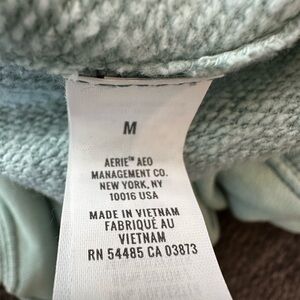 M
AERIE™ AEO
MANAGEMENT CO.
NEW YORK, NY
10016 USA
MADE IN VIETNAM
FABRIQUÉ AU
VIETNAM
RN 54485 CA 03873